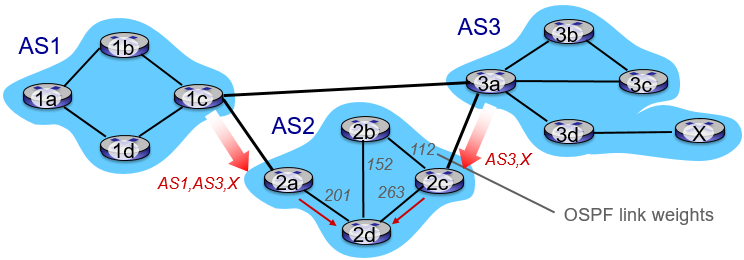 AS1
1b
1a
1c
1d
AS3
3b
3a
3c
3d
X
AS2
2b
112
152
2a
2c
201
263
2d
AS1,AS3,X
AS3,X
OSPF link weights